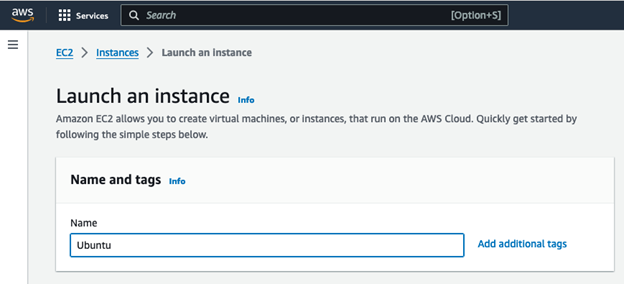 aws
Services
Search
[Option+S]
EC2 > Instances > Launch an instance
Launch an instance Info
Amazon EC2 allows you to create virtual machines, or instances, that run on the AWS Cloud. Quickly get started by
following the simple steps below.
Name and tags Info
Name
Ubuntu
Add additional tags